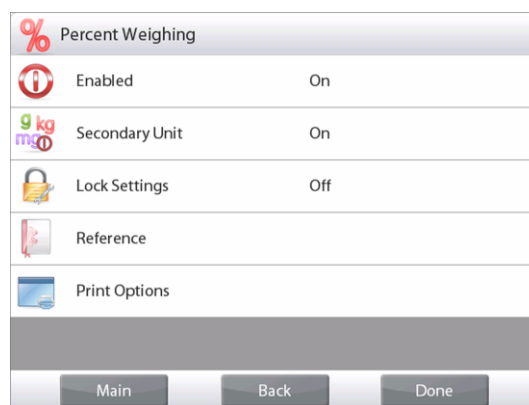 % Percent Weighing
Enabled On
g kg mg Secondary Unit On
Lock Settings Off
Reference
Print Options
Main Back Done